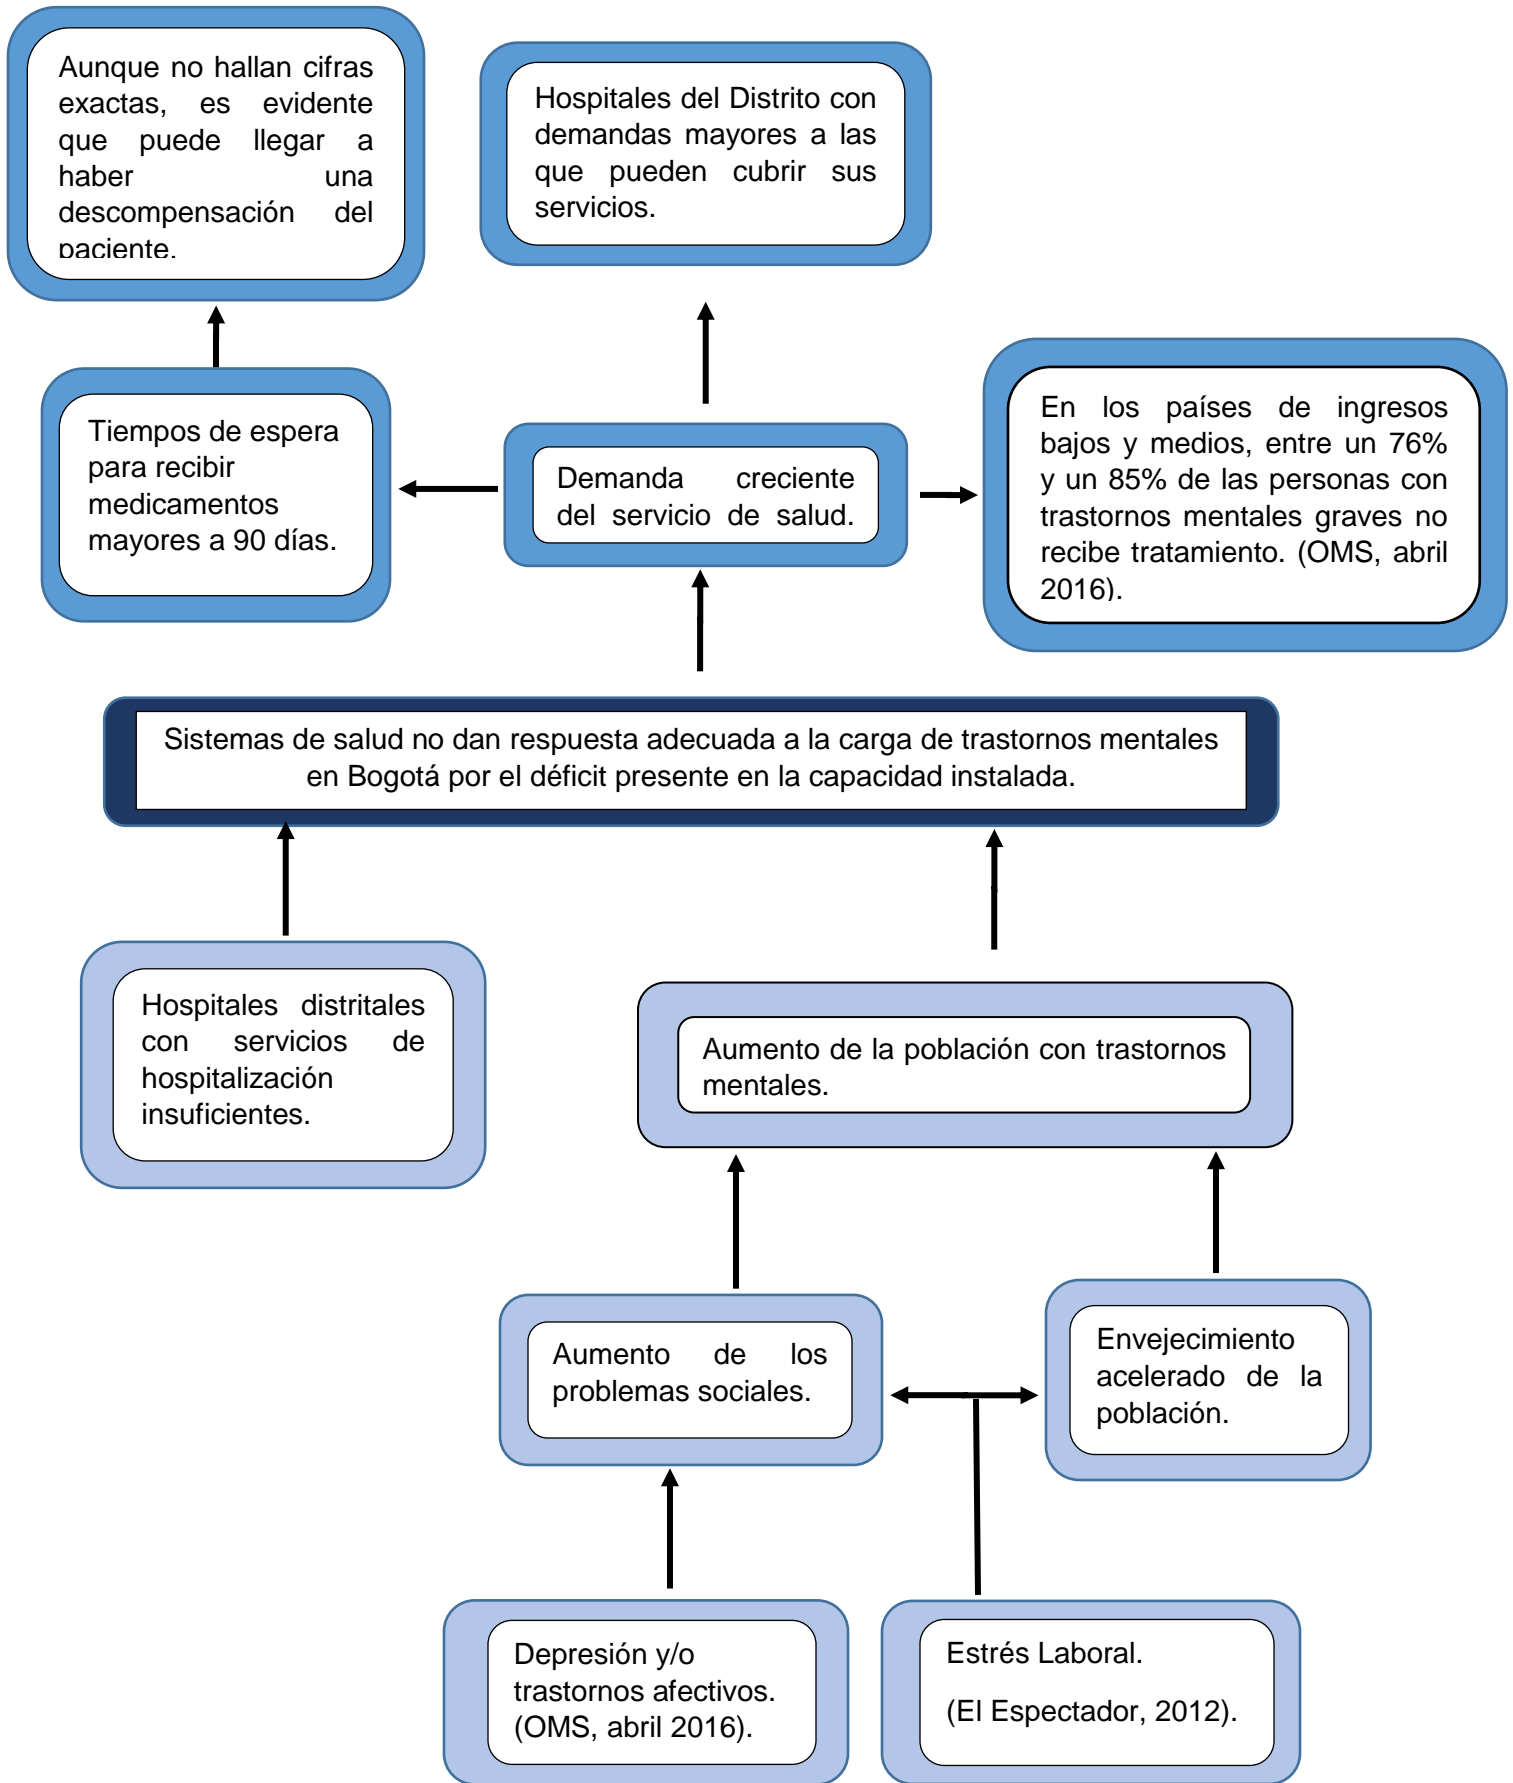 Aunque no hallan cifras
exactas, es evidente
que puede llegar a
haber una
descompensación del
paciente.
Hospitales del Distrito con
demandas mayores a las
que pueden cubrir sus
servicios.
Tiempos de espera
para recibir
medicamentos
mayores a 90 días.
Demanda creciente
del servicio de salud.
En los países de ingresos
bajos y medios, entre un 76%
y un 85% de las personas con
trastornos mentales graves no
recibe tratamiento. (OMS, abril
2016).
Sistemas de salud no dan respuesta adecuada a la carga de trastornos mentales
en Bogotá por el déficit presente en la capacidad instalada.
Hospitales distritales
con servicios de
hospitalización
insuficientes.
Aumento de la población con trastornos
mentales.
Aumento de los
problemas sociales.
Envejecimiento
acelerado de la
población.
Depresión y/o
trastornos afectivos.
(OMS, abril 2016).
Estrés Laboral.
(El Espectador, 2012).